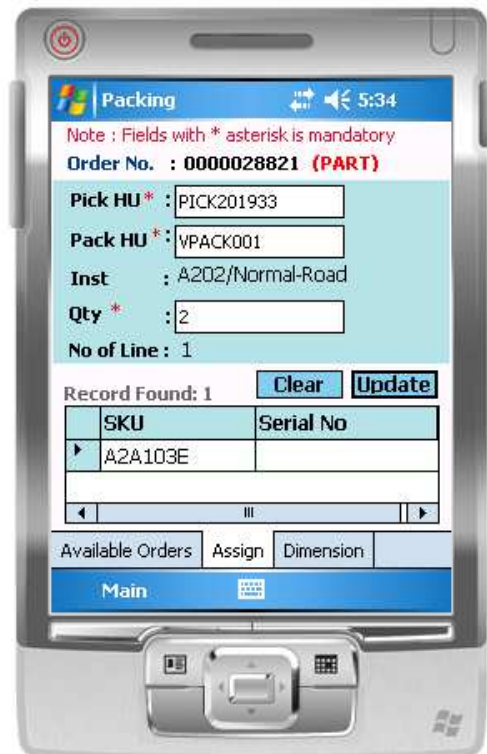 Packing 5:34
Note : Fields with * asterisk is mandatory
Order No. : 0000028821 (PART)
Pick HU * : PICK201933
Pack HU * : VPACK001
Inst : A202/Normal-Road
Qty * : 2
No of Line : 1
Record Found: 1 Clear Update
SKU Serial No
A2A103E
Available Orders Assign Dimension
Main